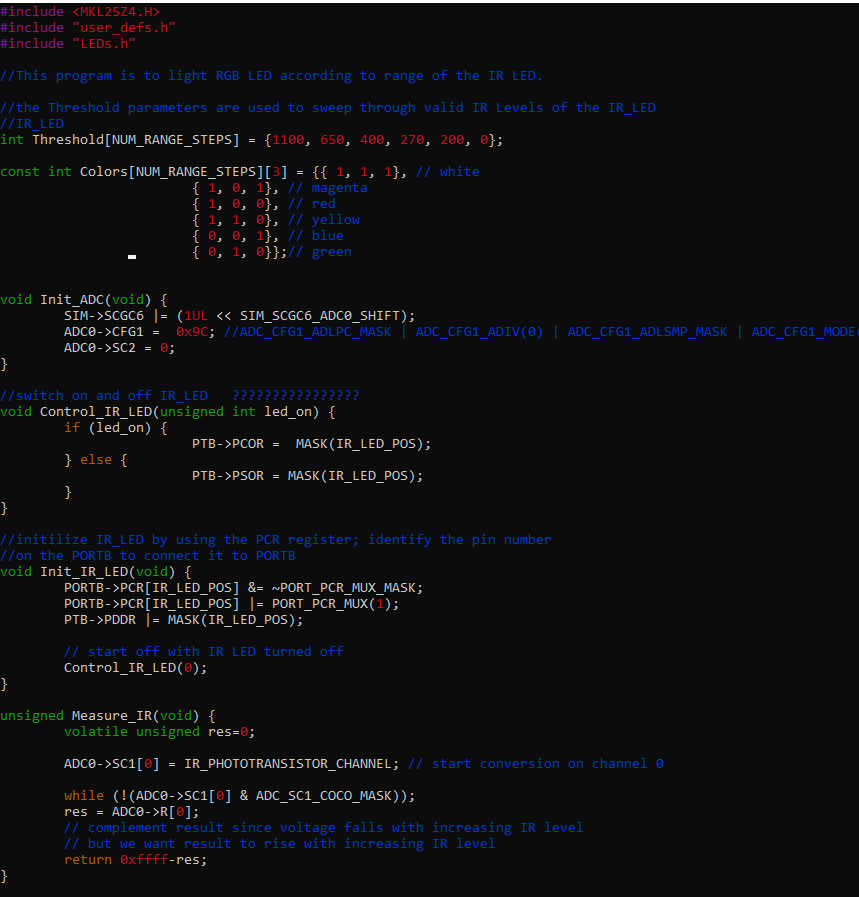 #include <MKL25Z4.H>
#include "user_defs.h"
#include "LEDs.h"
//This program is to light RGB LED according to range of the IR LED.
//the Threshold parameters are used to sweep through valid IR Levels of the IR_LED
//IR_LED
int Threshold[NUM_RANGE_STEPS] = {1100, 650, 400, 270, 200, 0};
const int Colors[NUM_RANGE_STEPS][3] = {{ 1, 1, 1}, // white
{ 1, 0, 1}, // magenta
{ 1, 0, 0}, // red
{ 1, 1, 0}, // yellow
{ 0, 0, 1}, // blue
{ 0, 1, 0}};// green
void Init_ADC(void) {
SIM->SCGC6 |= (1UL << SIM_SCGC6_ADC0_SHIFT);
ADC0->CFG1 =  0x9C; //ADC_CFG1_ADLPC_MASK | ADC_CFG1_ADIV(0) | ADC_CFG1_ADLSMP_MASK | ADC_CFG1_MODE(
ADC0->SC2 = 0;
}
//switch on and off IR_LED   ????????????????
void Control_IR_LED(unsigned int led_on) {
if (led_on) {
PTB->PCOR =  MASK(IR_LED_POS);
} else {
PTB->PSOR = MASK(IR_LED_POS);
}
}
//initilize IR_LED by using the PCR register; identify the pin number
//on the PORTB to connect it to PORTB
void Init_IR_LED(void) {
PORTB->PCR[IR_LED_POS] &= ~PORT_PCR_MUX_MASK;
PORTB->PCR[IR_LED_POS] |= PORT_PCR_MUX(1);
PTB->PDDR |= MASK(IR_LED_POS);
// start off with IR LED turned off
Control_IR_LED(0);
}
unsigned Measure_IR(void) {
volatile unsigned res=0;
ADC0->SC1[0] = IR_PHOTOTRANSISTOR_CHANNEL; // start conversion on channel 0
while (!(ADC0->SC1[0] & ADC_SC1_COCO_MASK));
res = ADC0->R[0];
// complement result since voltage falls with increasing IR level
// but we want result to rise with increasing IR level
return 0xffff-res;
}